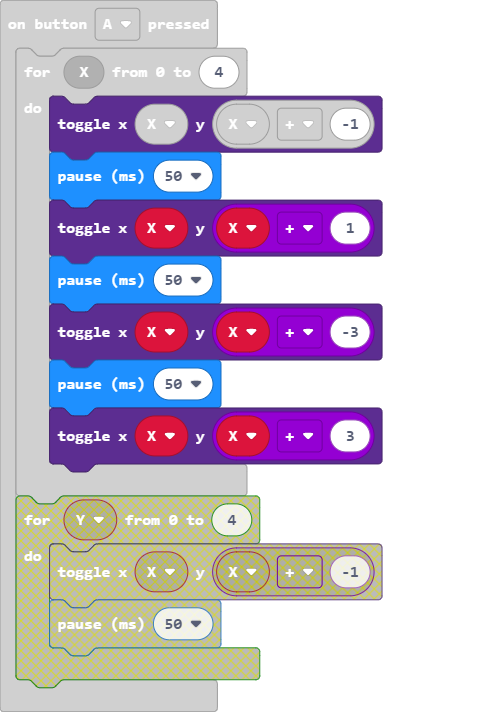 on button A pressed
for X from 0 to 4
do
toggle x X y X + -1
pause (ms) 50
toggle x X y X + 1
pause (ms) 50
toggle x X y X + -3
pause (ms) 50
toggle x X y X + 3
for Y from 0 to 4
do
toggle x X y X + -1
pause (ms) 50